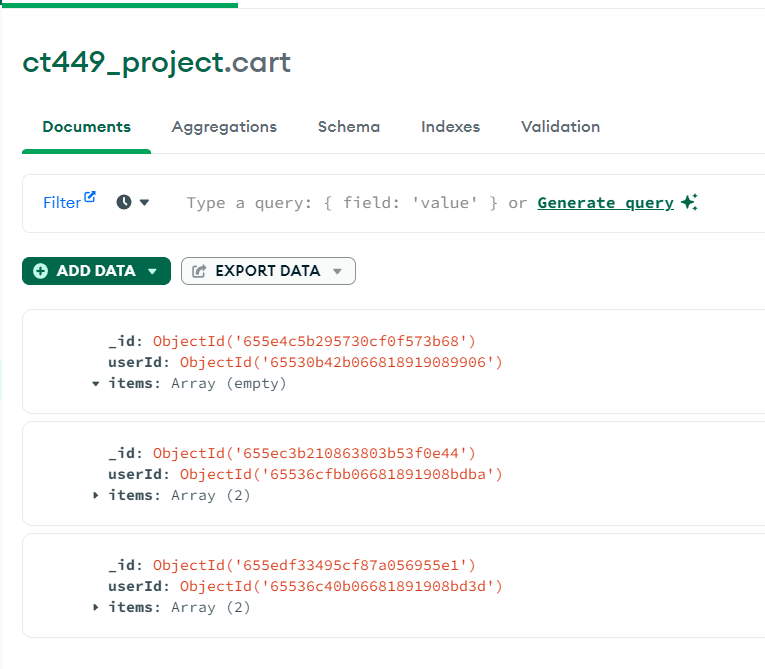 ct449_project.cart
Documents Aggregations Schema Indexes Validation
Filter Type a query: { field: 'value' } or Generate query
ADD DATA EXPORT DATA
_id: ObjectId('655e4c5b295730cf0f573b68')
userId: ObjectId('65530b42b066818919089906')
items: Array (empty)
_id: ObjectId('655ec3b210863803b53f0e44')
userId: ObjectId('65536cfbb06681891908bdba')
items: Array (2)
_id: ObjectId('655edf33495cf87a056955e1')
userId: ObjectId('65536c40b06681891908bd3d')
items: Array (2)